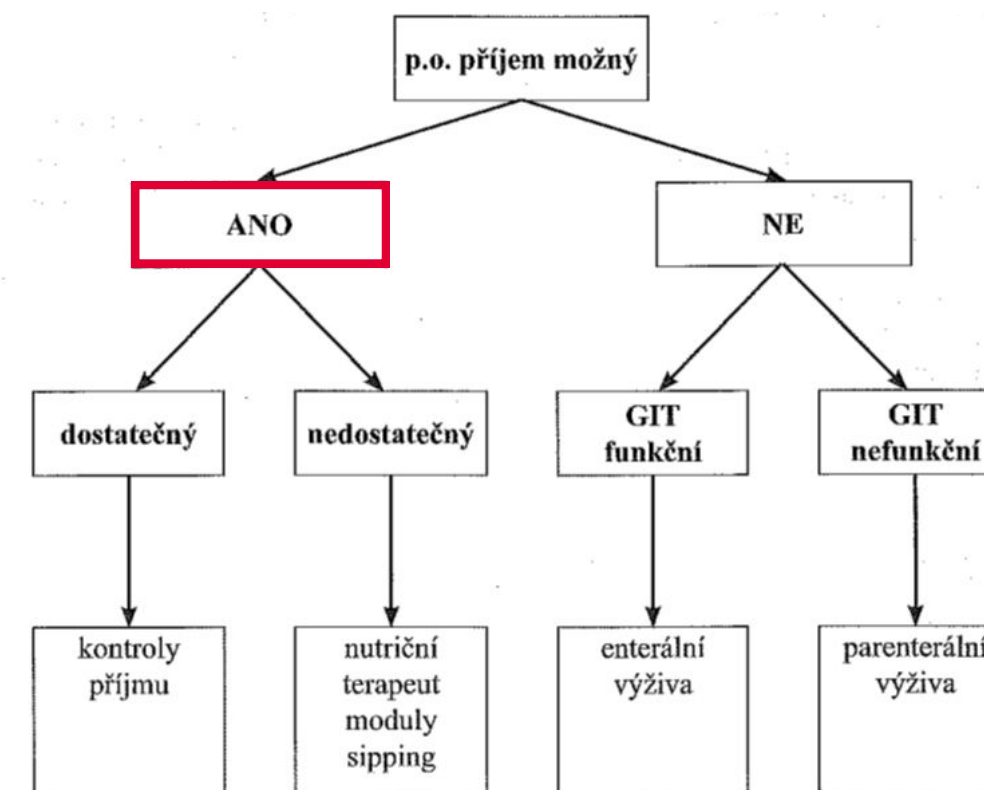 p.o. příjem možný
ANO
NE
dostatečný
nedostatečný
GIT
funkční
GIT
nefunkční
kontroly
příjmu
nutriční
terapeut
moduly
sipping
enterální
výživa
parenterální
výživa